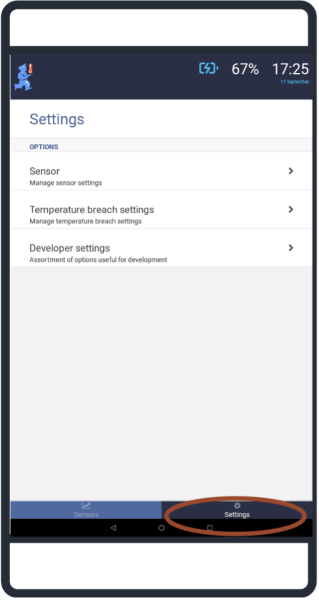 67% 17:25
17 September
Settings
OPTIONS
Sensor
Manage sensor settings
Temperature breach settings
Manage temperature breach settings
Developer settings
Assortment of options useful for development
Sensors Settings